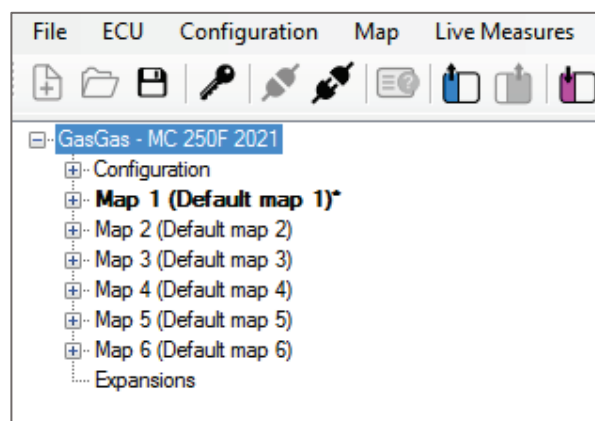 File ECU Configuration Map Live Measures
GasGas - MC 250F 2021
Configuration
Map 1 (Default map 1)*
Map 2 (Default map 2)
Map 3 (Default map 3)
Map 4 (Default map 4)
Map 5 (Default map 5)
Map 6 (Default map 6)
Expansions